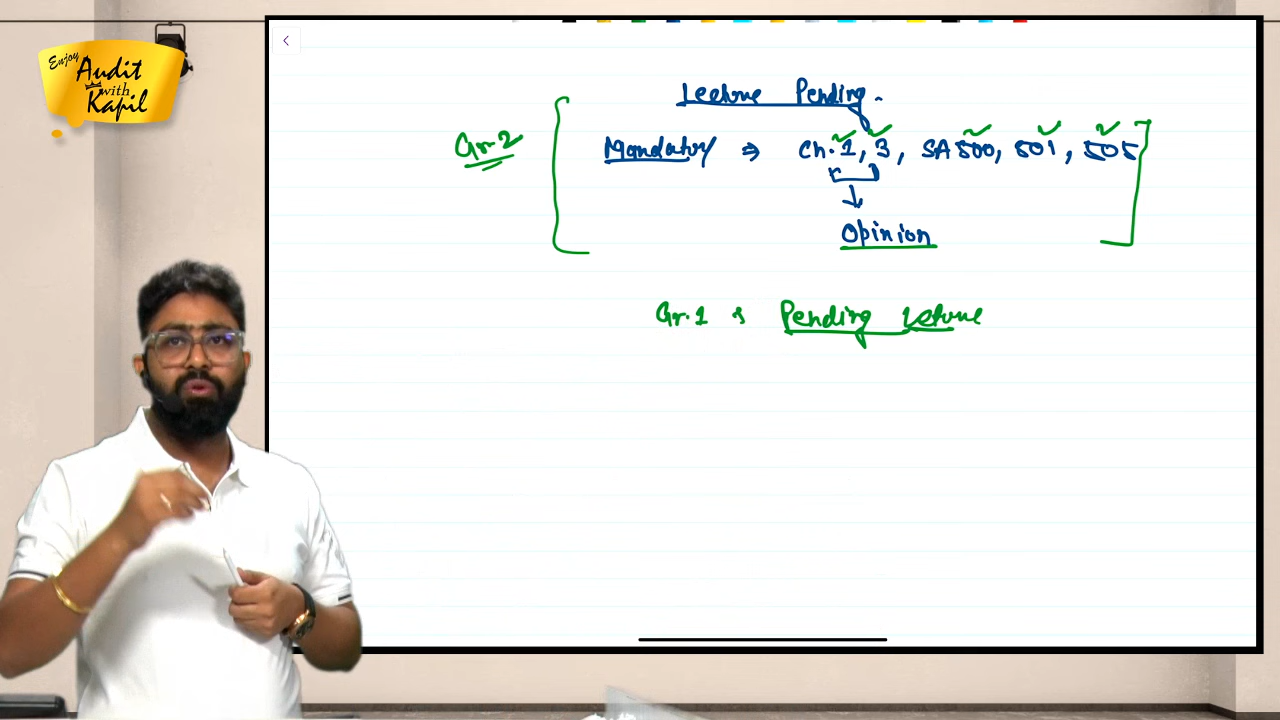 Enjoy
Audit
with
Kapil
Lecture Pending.
Gr.2
Mandatory ⇒ Ch. 1, 3, SA 500, 501, 505
Opinion
Gr.1 & Pending Lecture